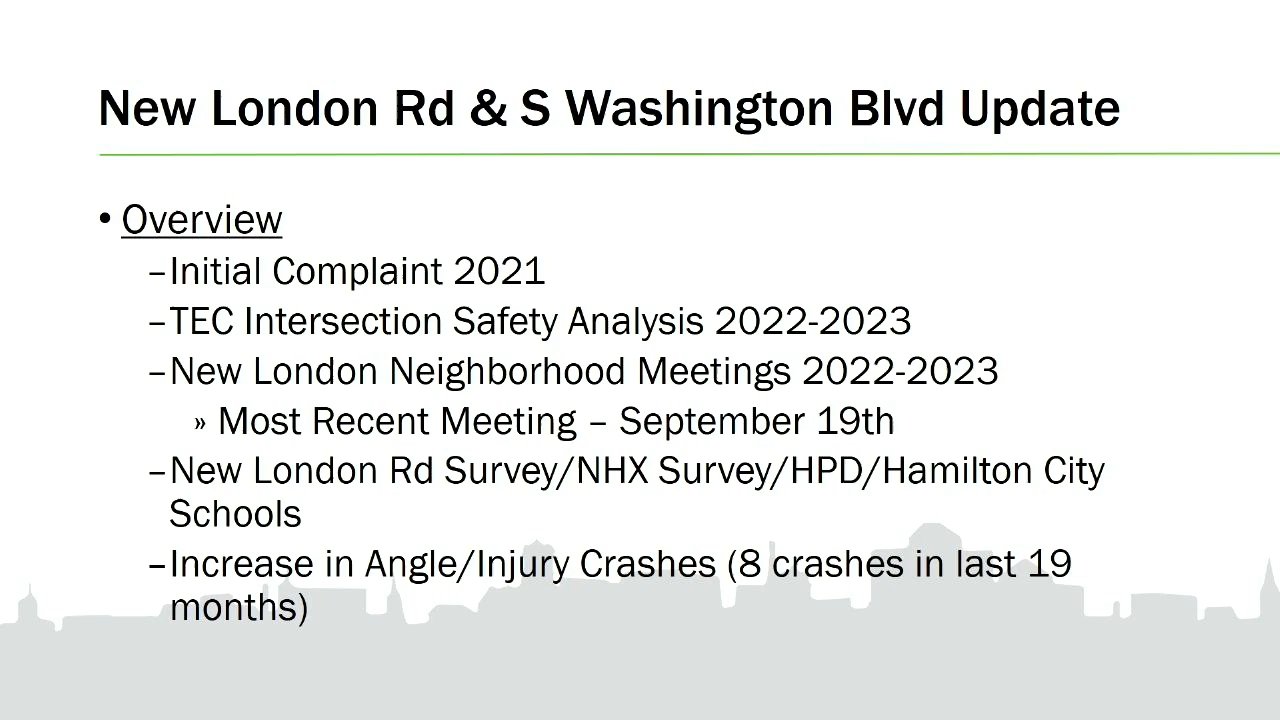 New London Rd & S Washington Blvd Update
• Overview
–Initial Complaint 2021
–TEC Intersection Safety Analysis 2022-2023
–New London Neighborhood Meetings 2022-2023
» Most Recent Meeting – September 19th
–New London Rd Survey/NHX Survey/HPD/Hamilton City
Schools
–Increase in Angle/Injury Crashes (8 crashes in last 19
months)